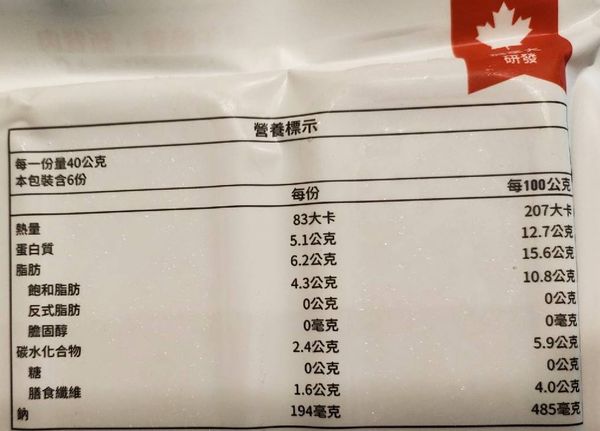 研發
營養標示
每一份量40公克
本包裝含6份
每份 每100公克
熱量 83大卡 207大卡
蛋白質 5.1公克 12.7公克
脂肪 6.2公克 15.6公克
飽和脂肪 4.3公克 10.8公克
反式脂肪 0公克 0公克
膽固醇 0毫克 0毫克
碳水化合物 2.4公克 5.9公克
糖 0公克 0公克
膳食纖維 1.6公克 4.0公克
鈉 194毫克 485毫克